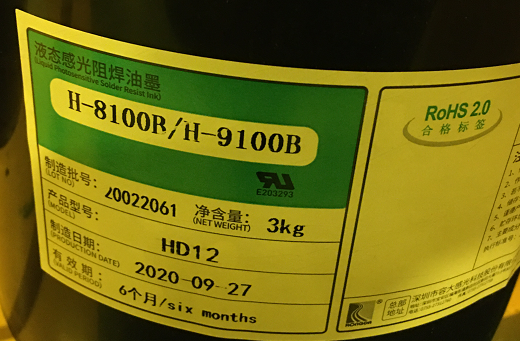 液态感光阻焊油墨
(Liquid Photosensitive Solder Resist Ink)
H-8100B/H-9100B
E203293
制造批号:
(LOT NO)
20022061
净含量:
(NET WEIGHT)
3kg
产品型号:
(MODEL)
HD12
制造日期:
(PRODUCTION DATE)
2020-09-27
有效期:
(VALID PERIOD)
6个月/six months
RoHS 2.0
合格标签
总部
地址
深圳市容大感光科技股份有限